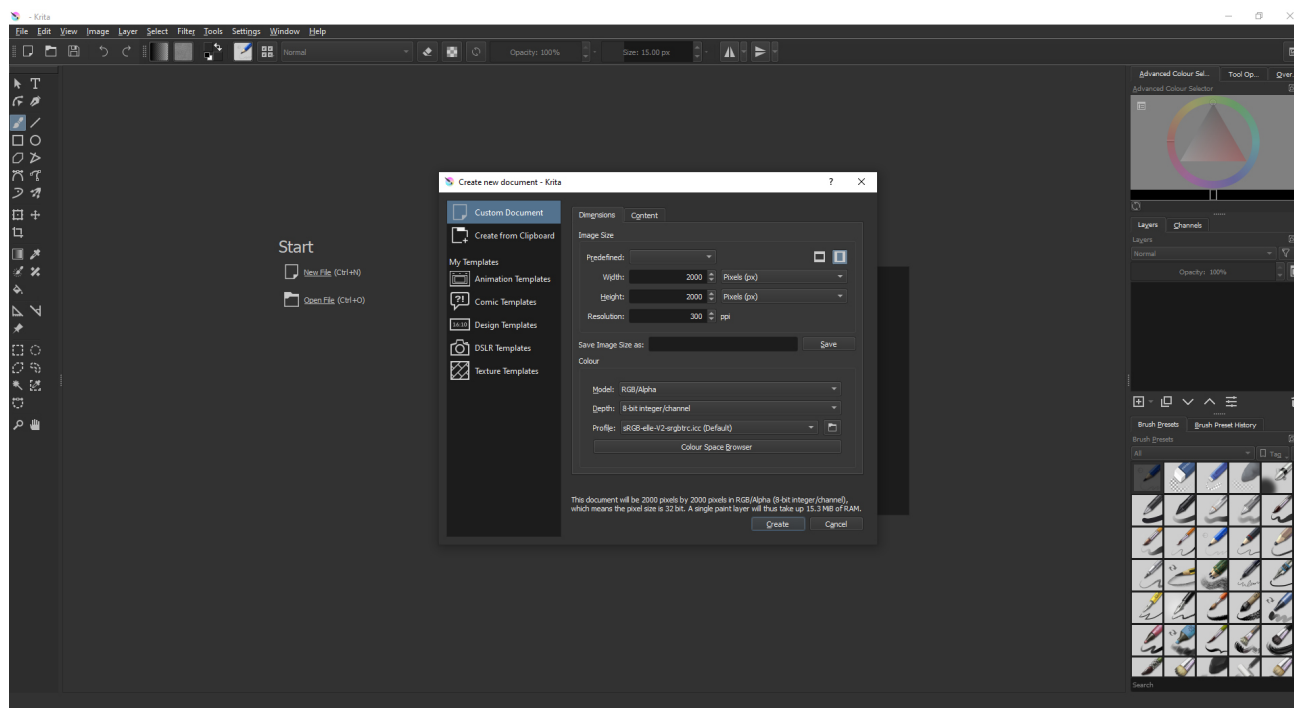 - Krita
File Edit View Image Layer Select Filter Tools Settings Window Help
Normal Opacity: 100% Size: 15.00 px
Advanced Colour Sel... Tool Op... Over
Advanced Colour Selector
Create new document - Krita ?
Custom Document
Create from Clipboard
My Templates
Animation Templates
?! Comic Templates
16:10 Design Templates
DSLR Templates
Texture Templates
Dimensions Content
Image Size
Predefined:
Width: 2000 Pixels (px)
Height: 2000 Pixels (px)
Resolution: 300 ppi
Save Image Size as: Save
Colour
Model: RGB/Alpha
Depth: 8-bit integer/channel
Profile: sRGB-elle-V2-srgbtrc.icc (Default)
Colour Space Browser
This document will be 2000 pixels by 2000 pixels in RGB/Alpha (8-bit integer/channel),
which means the pixel size is 32 bit. A single paint layer will thus take up 15.3 MiB of RAM.
Create Cancel
Start
New File (Ctrl+N)
Open File (Ctrl+O)
Layers Channels
Layers
Normal
Opacity: 100%
Brush Presets Brush Preset History
Brush Presets
All Tag
Search